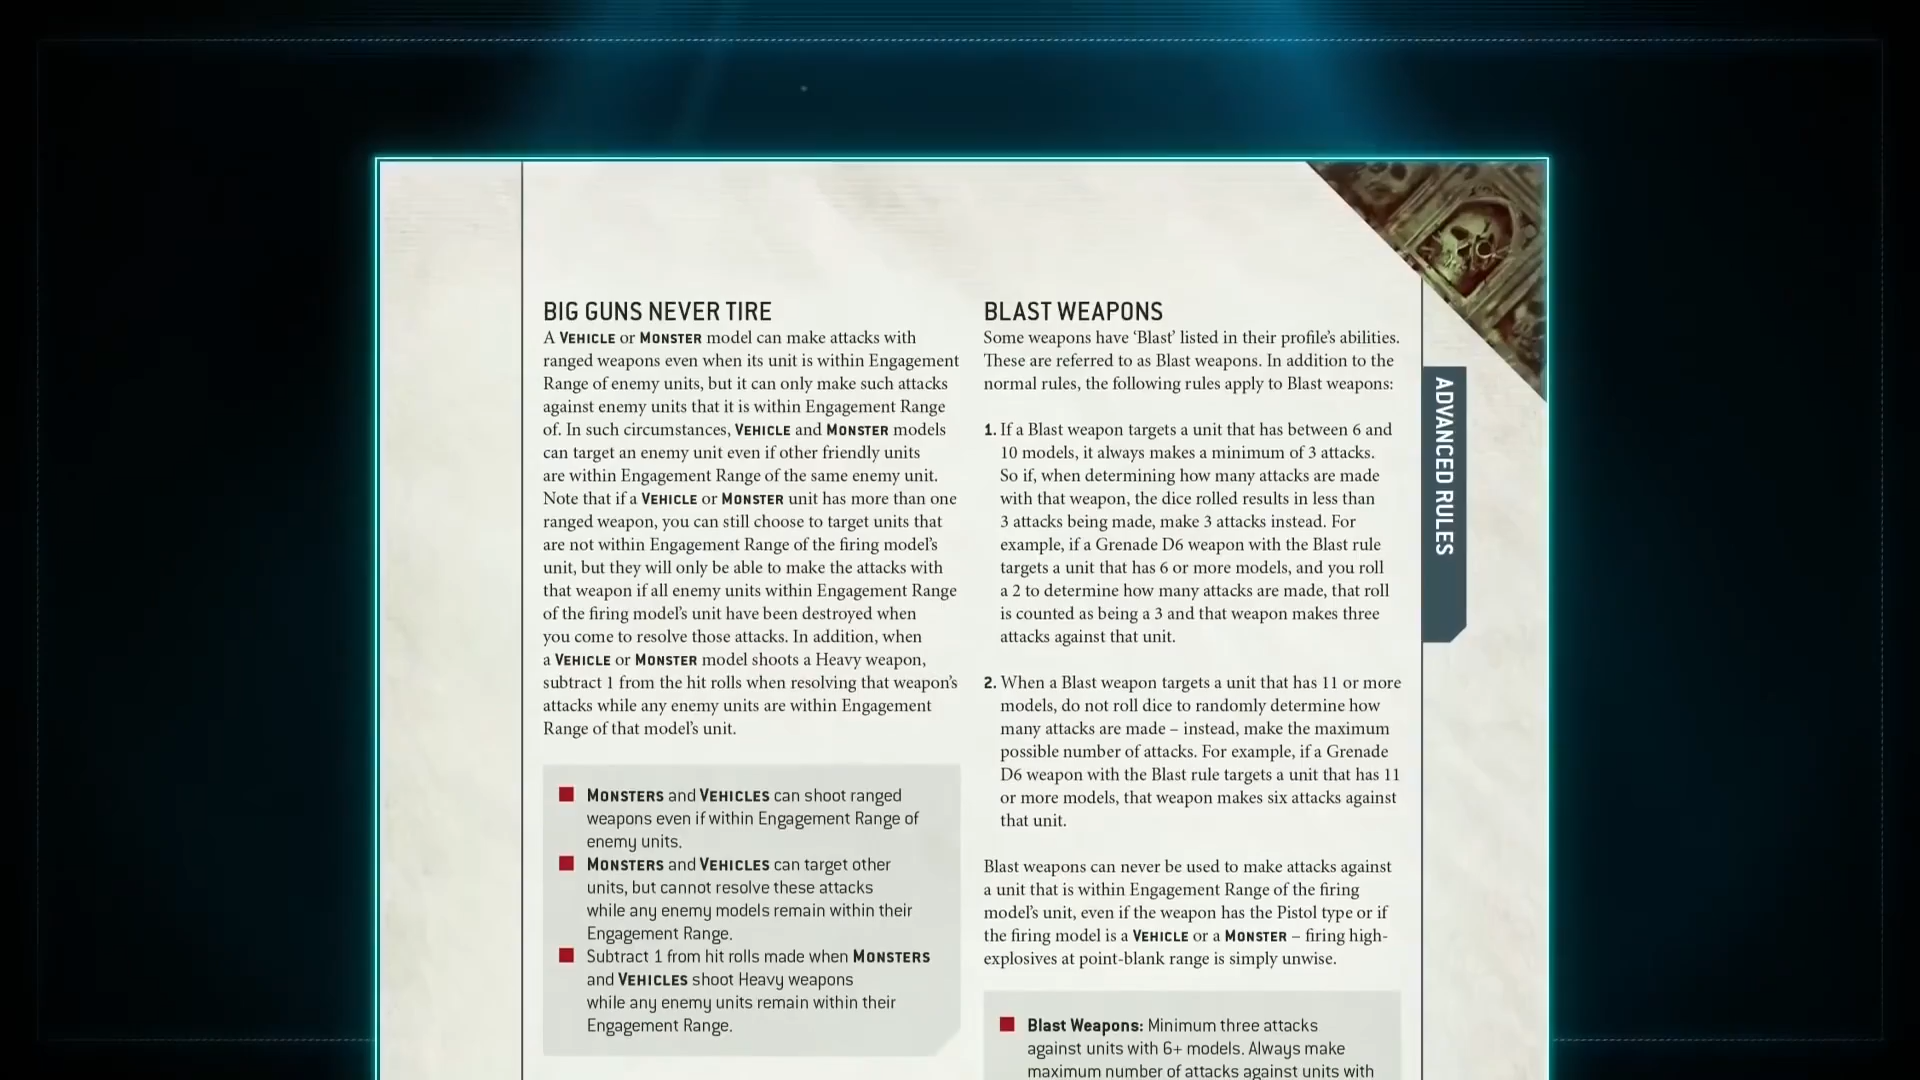 BIG GUNS NEVER TIRE
A VEHICLE or MONSTER model can make attacks with
ranged weapons even when its unit is within Engagement
Range of enemy units, but it can only make such attacks
against enemy units that it is within Engagement Range
of. In such circumstances, VEHICLE and MONSTER models
can target an enemy unit even if other friendly units
are within Engagement Range of the same enemy unit.
Note that if a VEHICLE or MONSTER unit has more than one
ranged weapon, you can still choose to target units that
are not within Engagement Range of the firing model's
unit, but they will only be able to make the attacks with
that weapon if all enemy units within Engagement Range
of the firing model's unit have been destroyed when
you come to resolve those attacks. In addition, when
a VEHICLE or MONSTER model shoots a Heavy weapon,
subtract 1 from the hit rolls when resolving that weapon's
attacks while any enemy units are within Engagement
Range of that model's unit.
MONSTERS and VEHICLES can shoot ranged
weapons even if within Engagement Range of
enemy units.
MONSTERS and VEHICLES can target other
units, but cannot resolve these attacks
while any enemy models remain within their
Engagement Range.
Subtract 1 from hit rolls made when MONSTERS
and VEHICLES shoot Heavy weapons
while any enemy units remain within their
Engagement Range.
BLAST WEAPONS
Some weapons have 'Blast' listed in their profile's abilities.
These are referred to as Blast weapons. In addition to the
normal rules, the following rules apply to Blast weapons:
1. If a Blast weapon targets a unit that has between 6 and
10 models, it always makes a minimum of 3 attacks.
So if, when determining how many attacks are made
with that weapon, the dice rolled results in less than
3 attacks being made, make 3 attacks instead. For
example, if a Grenade D6 weapon with the Blast rule
targets a unit that has 6 or more models, and you roll
a 2 to determine how many attacks are made, that roll
is counted as being a 3 and that weapon makes three
attacks against that unit.
2. When a Blast weapon targets a unit that has 11 or more
models, do not roll dice to randomly determine how
many attacks are made – instead, make the maximum
possible number of attacks. For example, if a Grenade
D6 weapon with the Blast rule targets a unit that has 11
or more models, that weapon makes six attacks against
that unit.
Blast weapons can never be used to make attacks against
a unit that is within Engagement Range of the firing
model's unit, even if the weapon has the Pistol type or if
the firing model is a VEHICLE or a MONSTER – firing high-
explosives at point-blank range is simply unwise.
Blast Weapons: Minimum three attacks
against units with 6+ models. Always make
maximum number of attacks against units with
ADVANCED RULES